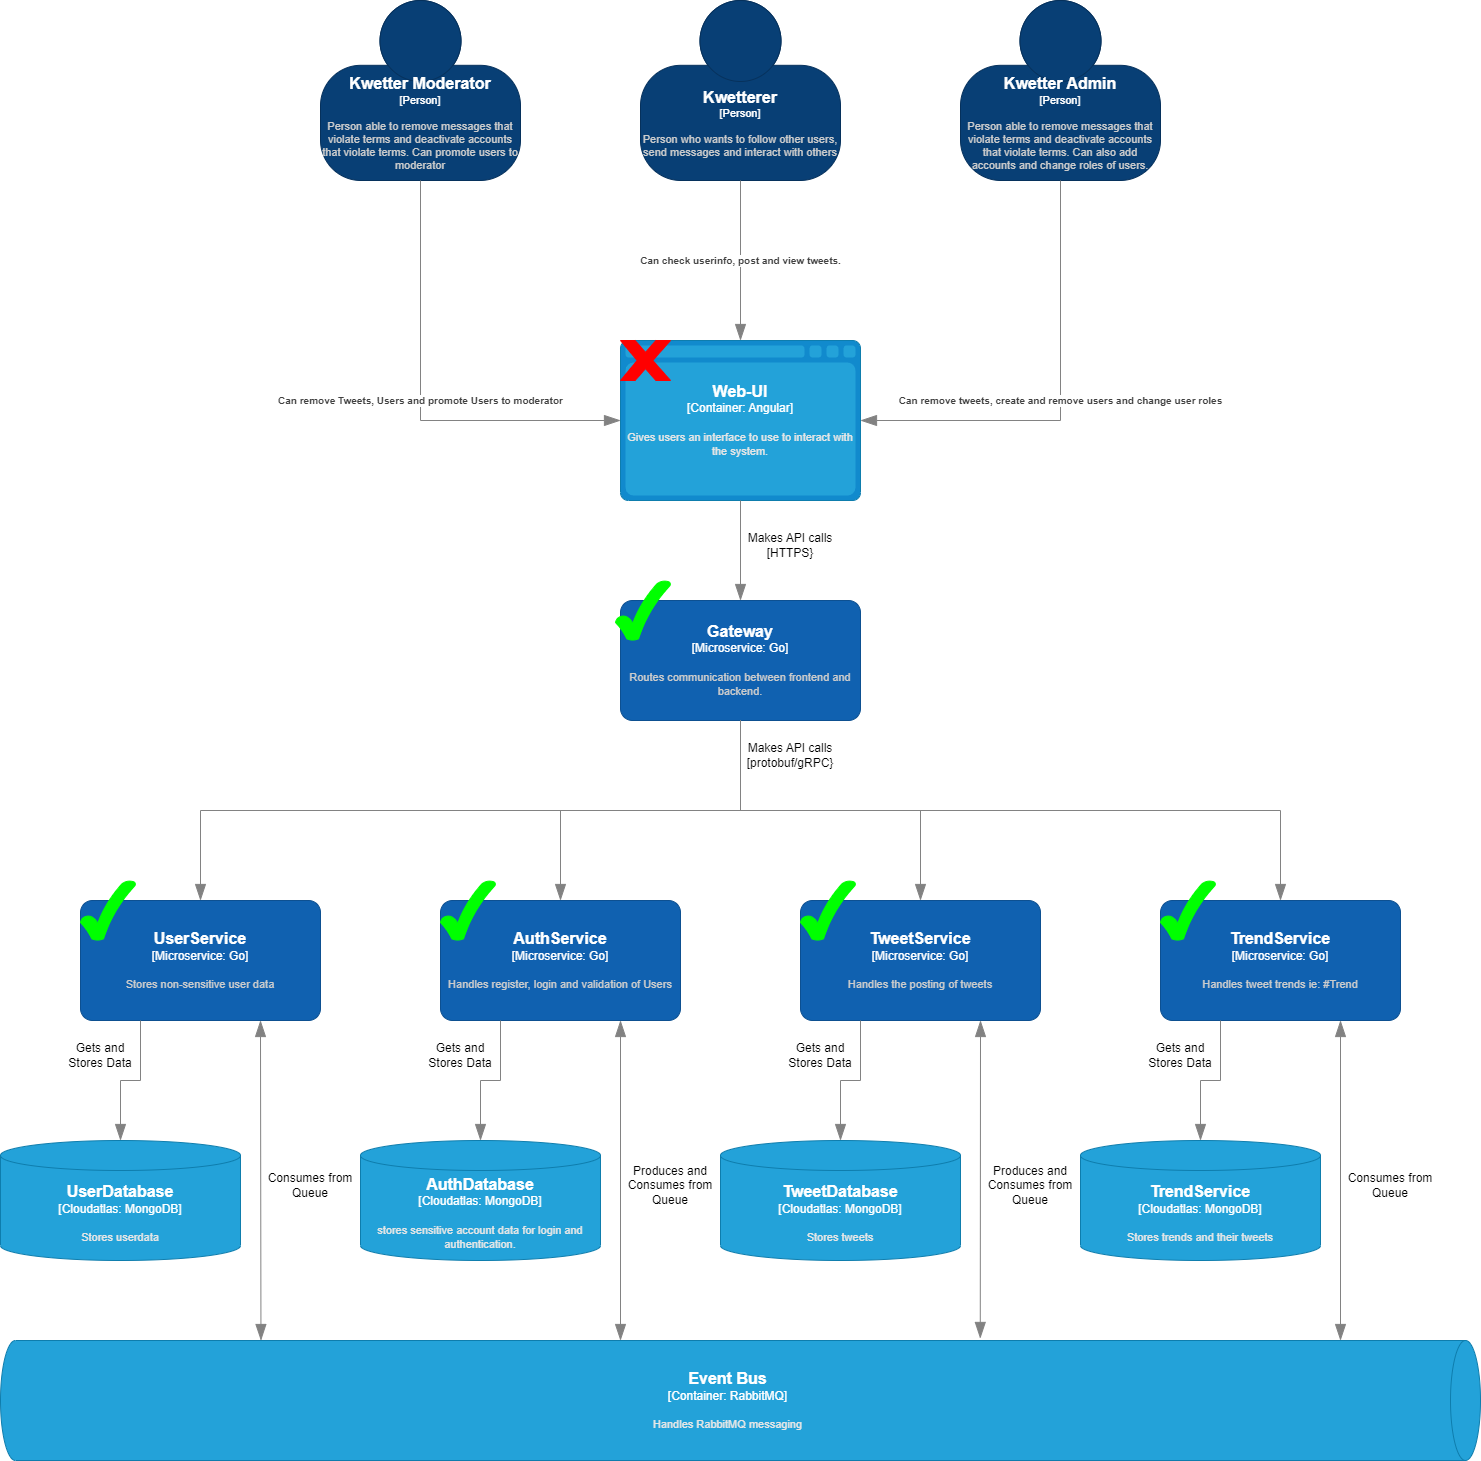 Kwetter Moderator
[Person]
Person able to remove messages that
violate terms and deactivate accounts
that violate terms. Can promote users to
moderator
Kwetterer
[Person]
Person who wants to follow other users,
send messages and interact with others
Kwetter Admin
[Person]
Person able to remove messages that
violate terms and deactivate accounts
that violate terms. Can also add
accounts and change roles of users.
Can check userinfo, post and view tweets.
Can remove Tweets, Users and promote Users to moderator
Can remove tweets, create and remove users and change user roles
Web-UI
[Container: Angular]
Gives users an interface to use to interact with
the system.
Makes API calls
[HTTPS}
Gateway
[Microservice: Go]
Routes communication between frontend and
backend.
Makes API calls
[protobuf/gRPC}
UserService
[Microservice: Go]
Stores non-sensitive user data
AuthService
[Microservice: Go]
Handles register, login and validation of Users
TweetService
[Microservice: Go]
Handles the posting of tweets
TrendService
[Microservice: Go]
Handles tweet trends ie: #Trend
Gets and
Stores Data
Gets and
Stores Data
Gets and
Stores Data
Gets and
Stores Data
UserDatabase
[Cloudatlas: MongoDB]
Stores userdata
Consumes from
Queue
AuthDatabase
[Cloudatlas: MongoDB]
stores sensitive account data for login and
authentication.
Produces and
Consumes from
Queue
TweetDatabase
[Cloudatlas: MongoDB]
Stores tweets
Produces and
Consumes from
Queue
TrendService
[Cloudatlas: MongoDB]
Stores trends and their tweets
Consumes from
Queue
Event Bus
[Container: RabbitMQ]
Handles RabbitMQ messaging